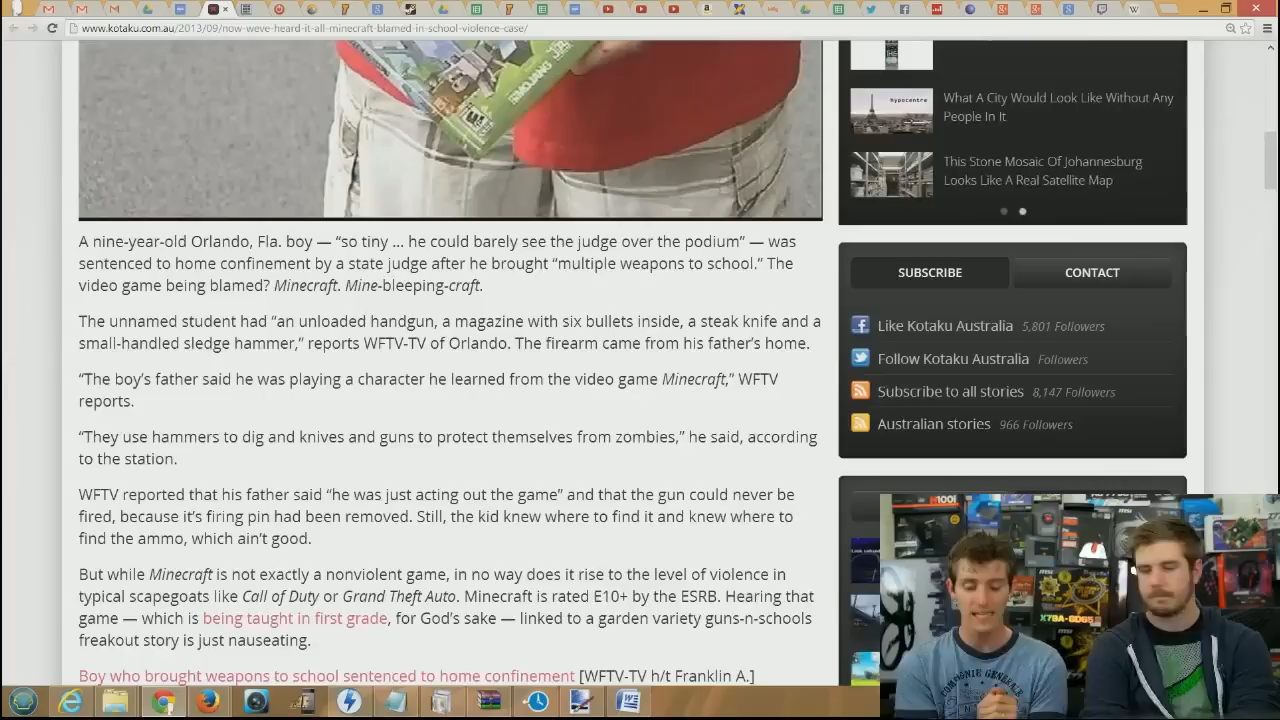 www.kotaku.com.au/2013/09/now-weve-heard-it-all-minecraft-blamed-in-school-violence-case/
MOJANG
hypocentre
What A City Would Look Like Without Any
People In It
This Stone Mosaic Of Johannesburg
Looks Like A Real Satellite Map
A nine-year-old Orlando, Fla. boy — “so tiny ... he could barely see the judge over the podium” — was
sentenced to home confinement by a state judge after he brought “multiple weapons to school.” The
video game being blamed? Minecraft. Mine-bleeping-craft.
The unnamed student had “an unloaded handgun, a magazine with six bullets inside, a steak knife and a
small-handled sledge hammer,” reports WFTV-TV of Orlando. The firearm came from his father’s home.
“The boy’s father said he was playing a character he learned from the video game Minecraft,” WFTV
reports.
“They use hammers to dig and knives and guns to protect themselves from zombies,” he said, according
to the station.
WFTV reported that his father said “he was just acting out the game” and that the gun could never be
fired, because it’s firing pin had been removed. Still, the kid knew where to find it and knew where to
find the ammo, which ain’t good.
But while Minecraft is not exactly a nonviolent game, in no way does it rise to the level of violence in
typical scapegoats like Call of Duty or Grand Theft Auto. Minecraft is rated E10+ by the ESRB. Hearing that
game — which is being taught in first grade, for God’s sake — linked to a garden variety guns-n-schools
freakout story is just nauseating.
Boy who brought weapons to school sentenced to home confinement [WFTV-TV h/t Franklin A.]
SUBSCRIBE
CONTACT
Like Kotaku Australia 5,801 Followers
Follow Kotaku Australia Followers
Subscribe to all stories 8,147 Followers
Australian stories 966 Followers
H100i
msi
X79A-GD65
COMPAGNIE GENERALE